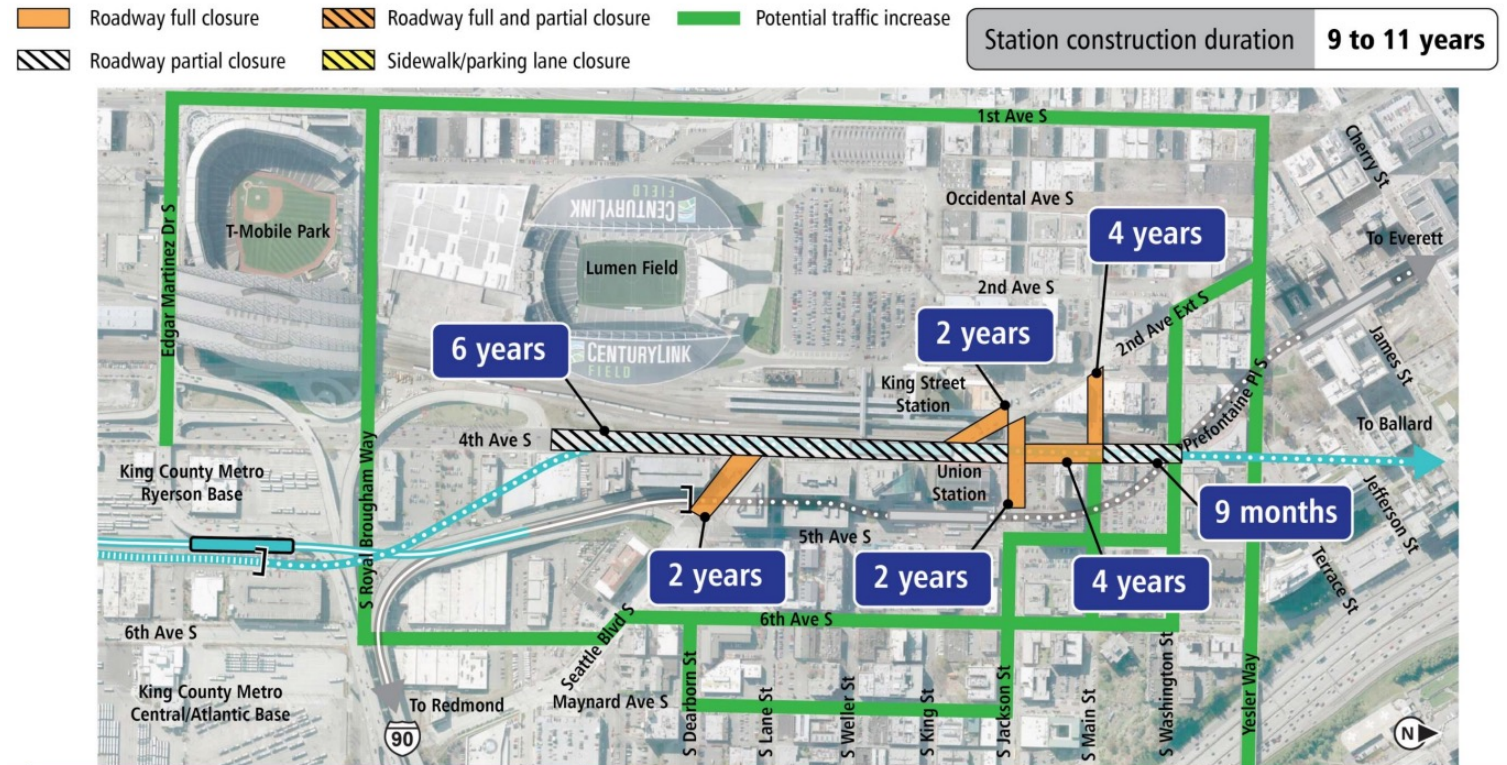 Roadway full closure
Roadway full and partial closure
Potential traffic increase
Station construction duration
9 to 11 years
Roadway partial closure
Sidewalk/parking lane closure
1st Ave S
Cherry St
Occidental Ave S
CENTURYLINK
FIELD
Edgar Martinez Dr S
T-Mobile Park
4 years
To Everett
Lumen Field
2nd Ave S
2nd Ave Ext S
2 years
6 years
CENTURYLINK
FIELD
James St
King Street
Station
Prefontaine Pl S
To Ballard
4th Ave S
King County Metro
Ryerson Base
Union
Station
S Royal Brougham Way
9 months
Jefferson St
5th Ave S
2 years
2 years
4 years
Terrace St
6th Ave S
6th Ave S
Seattle Blvd S
King County Metro
Central/Atlantic Base
To Redmond
Maynard Ave S
S Dearborn St
S Lane St
S Weller St
S King St
S Jackson St
S Main St
S Washington St
Yesler Way
90
N